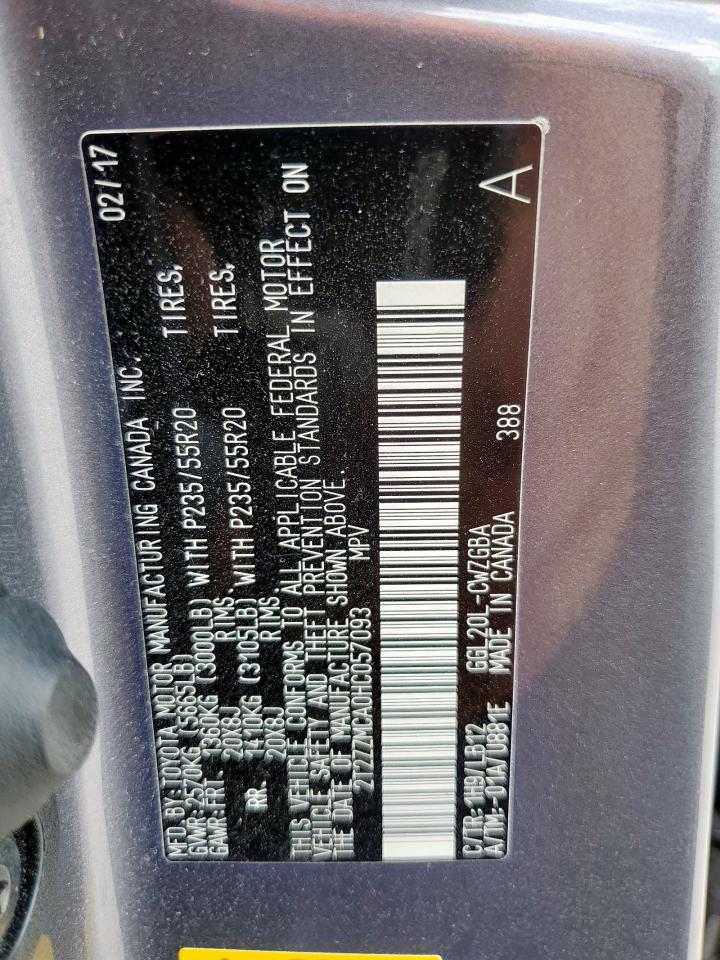 MFD BY: TOYOTA MOTOR MANUFACTURING CANADA INC. 02/17
GVWR: 2570KG (5665LB)
GAWR: FRT. 1360KG (3000LB) WITH P235/55R20 TIRES,
20X8J RIMS.
RR. 1410KG (3105LB) WITH P235/55R20 TIRES,
20X8J RIMS.
THIS VEHICLE CONFORMS TO ALL APPLICABLE FEDERAL MOTOR
VEHICLE SAFETY AND THEFT PREVENTION STANDARDS IN EFFECT ON
THE DATE OF MANUFACTURE SHOWN ABOVE.
2T2ZZMCA0HC057093 MPV
C/TR: 1H9/LB12 GGL20L-CWZGBA A
A/TM: -01A/U881E MADE IN CANADA 388